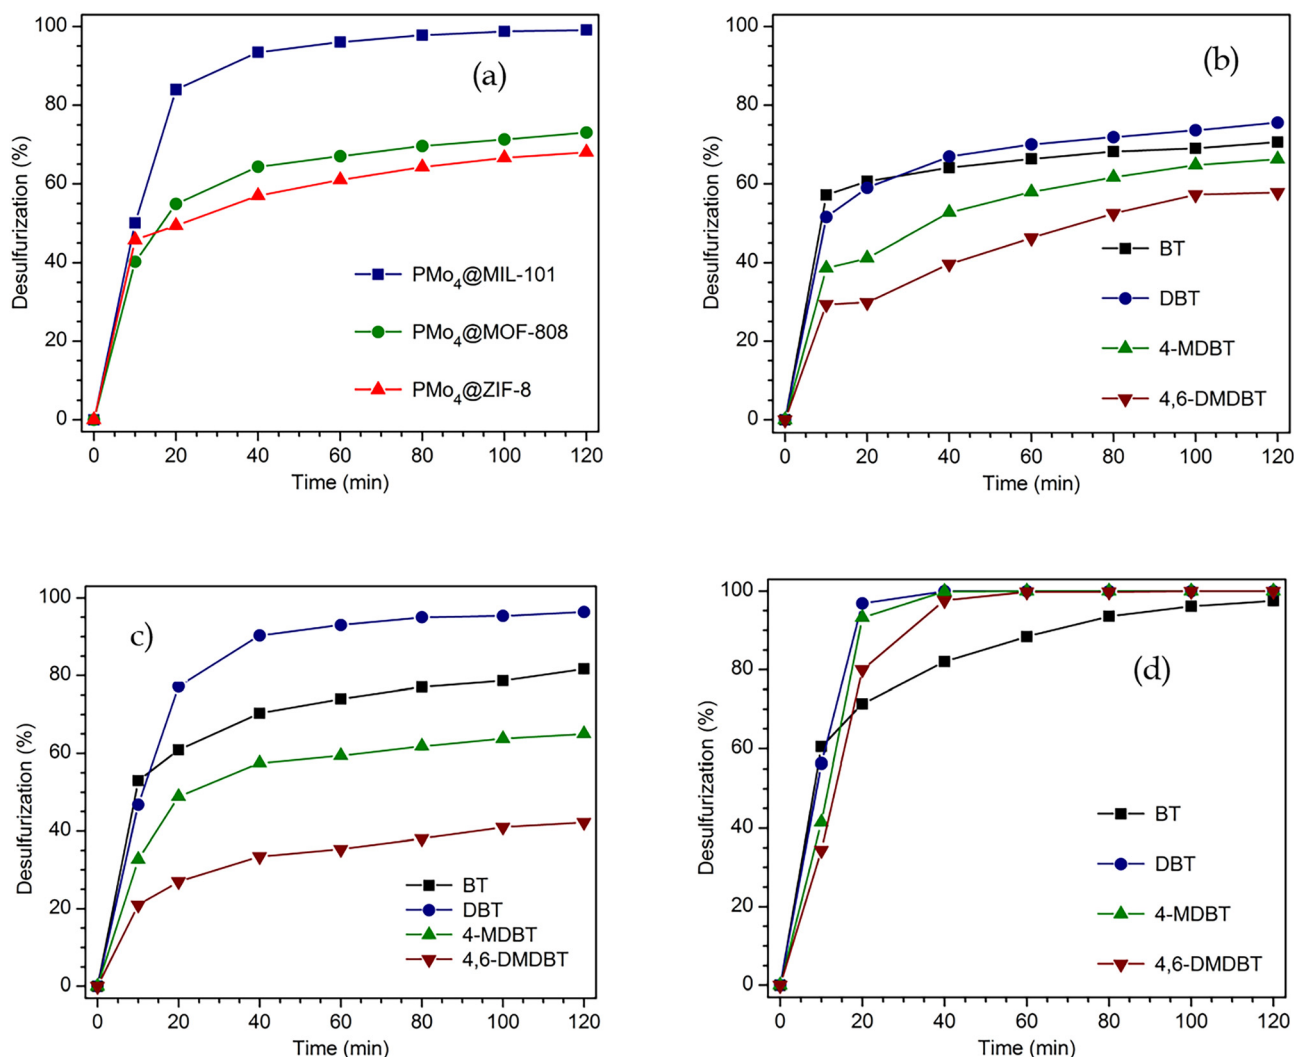 (a)
Desulfurization (%)
100
80
60
40
20
0
PMo4@MIL-101
PMo4@MOF-808
PMo4@ZIF-8
0 20 40 60 80 100 120
Time (min)
(b)
Desulfurization (%)
100
80
60
40
20
0
BT
DBT
4-MDBT
4,6-DMDBT
0 20 40 60 80 100 120
Time (min)
c)
Desulfurization (%)
100
80
60
40
20
0
BT
DBT
4-MDBT
4,6-DMDBT
0 20 40 60 80 100 120
Time (min)
(d)
Desulfurization (%)
100
80
60
40
20
0
BT
DBT
4-MDBT
4,6-DMDBT
0 20 40 60 80 100 120
Time (min)